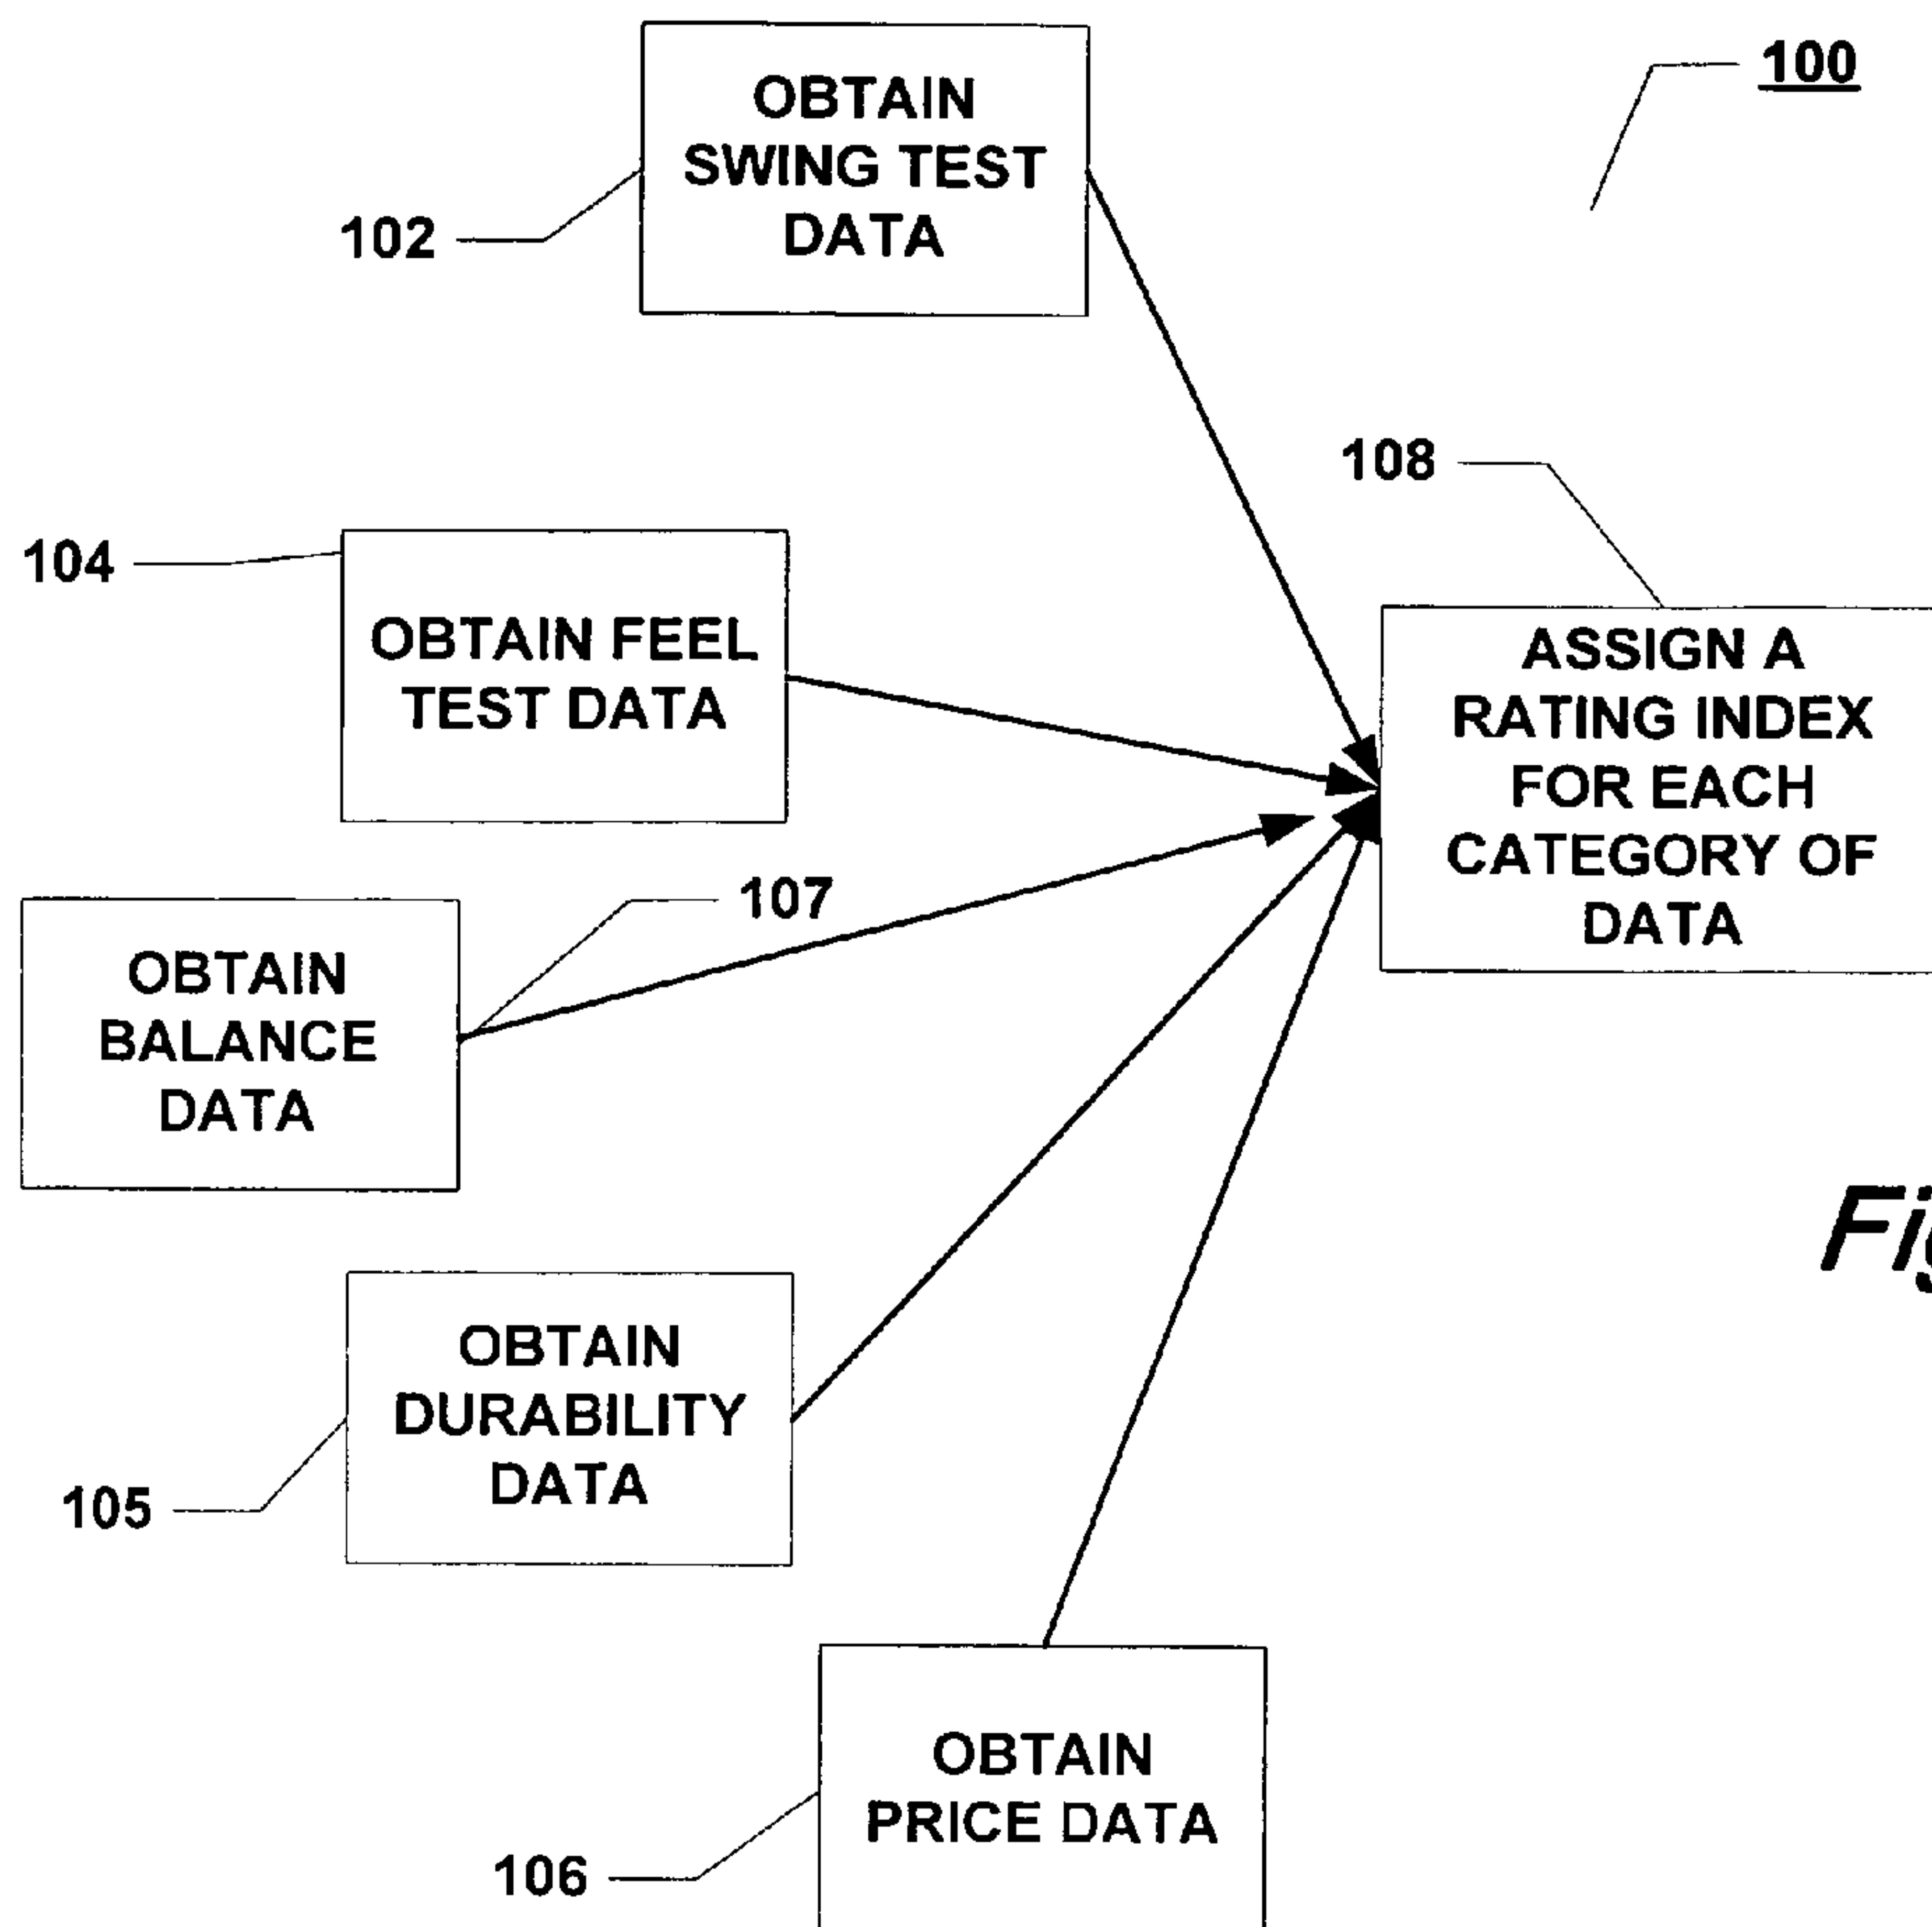 100
OBTAIN
SWING TEST
DATA
102
108
104
OBTAIN FEEL
TEST DATA
ASSIGN A
RATING INDEX
FOR EACH
CATEGORY OF
DATA
107
OBTAIN
BALANCE
DATA
OBTAIN
DURABILITY
DATA
105
OBTAIN
PRICE DATA
106